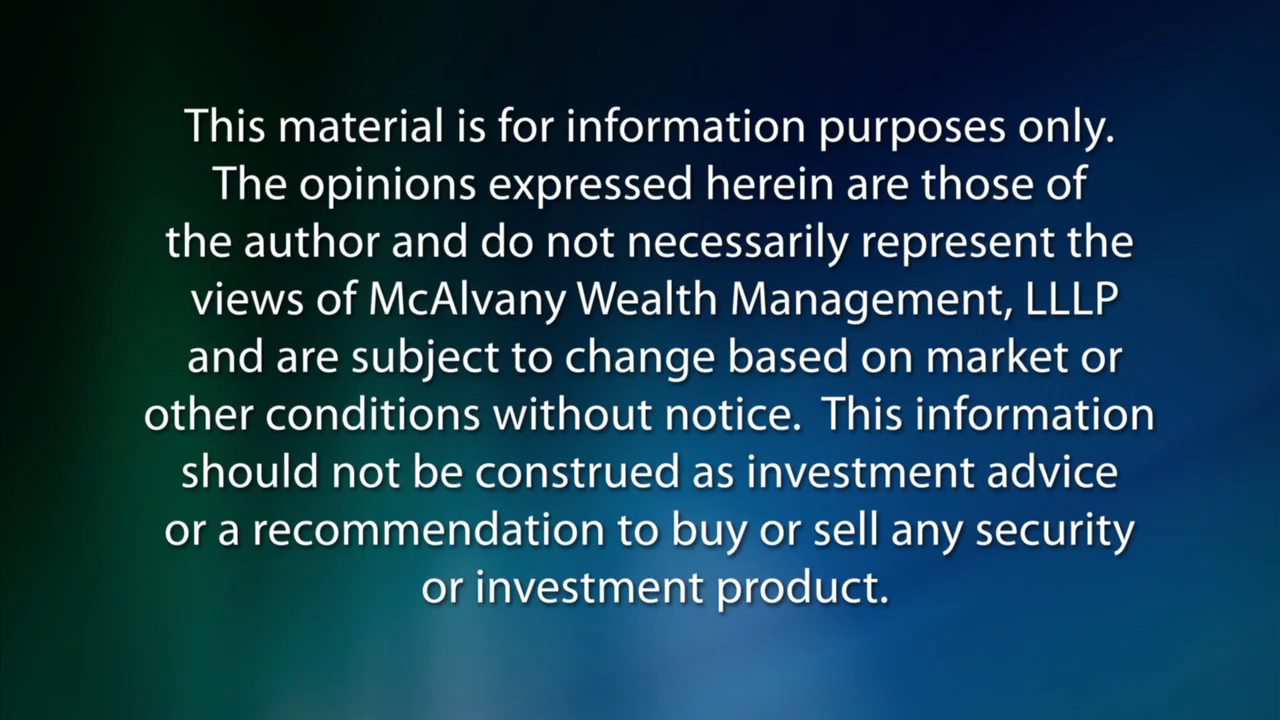 This material is for information purposes only.
The opinions expressed herein are those of
the author and do not necessarily represent the
views of McAlvany Wealth Management, LLLP
and are subject to change based on market or
other conditions without notice.  This information
should not be construed as investment advice
or a recommendation to buy or sell any security
or investment product.